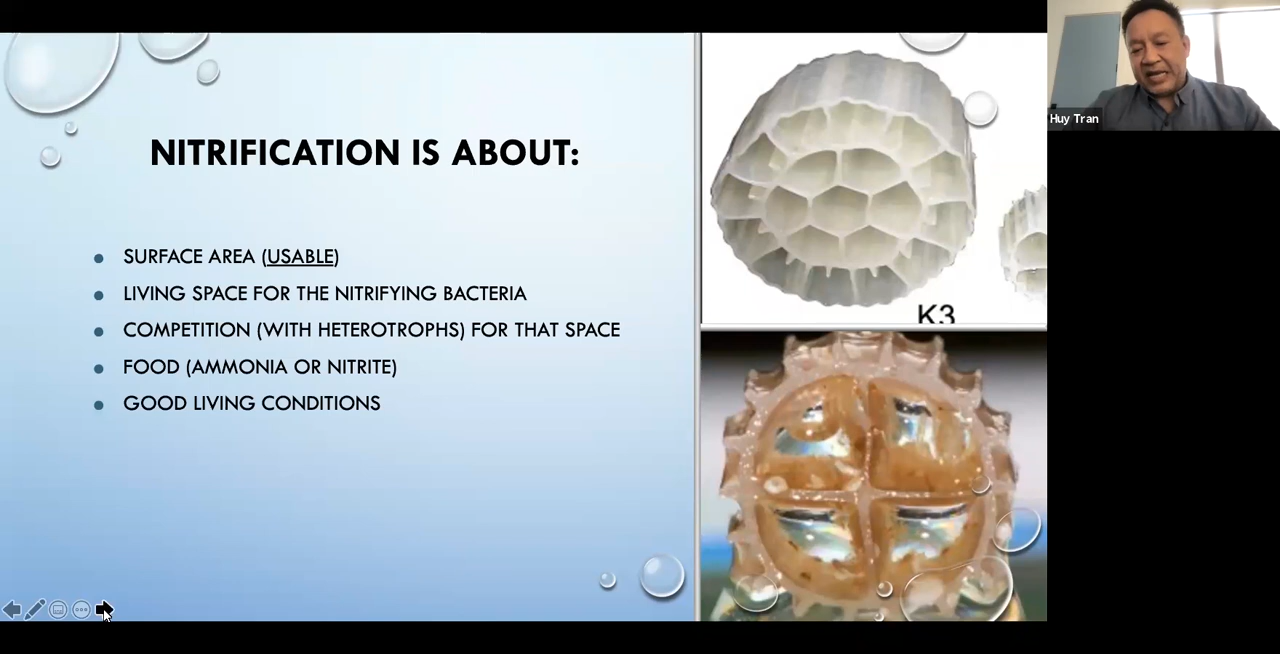 NITRIFICATION IS ABOUT:
SURFACE AREA (USABLE)
LIVING SPACE FOR THE NITRIFYING BACTERIA
COMPETITION (WITH HETEROTROPHS) FOR THAT SPACE
FOOD (AMMONIA OR NITRITE)
GOOD LIVING CONDITIONS
K3
Huy Tran